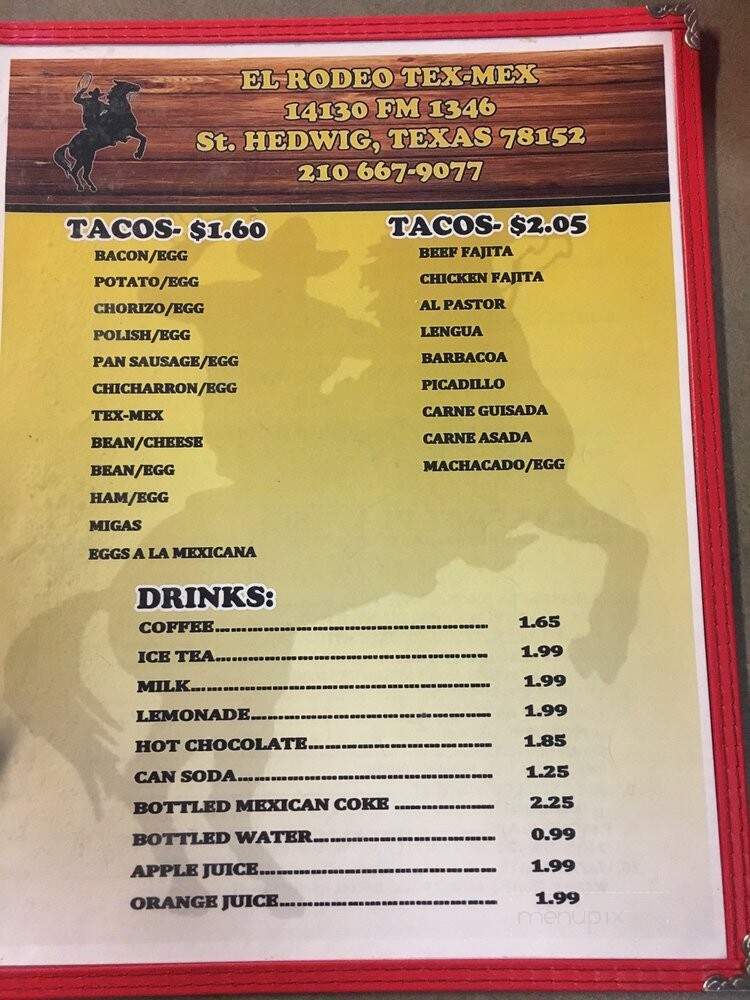 EL RODEO TEX-MEX
14130 FM 1346
St. HEDWIG, TEXAS 78152
210 667-9077
TACOS- $1.60
BACON/EGG
POTATO/EGG
CHORIZO/EGG
POLISH/EGG
PAN SAUSAGE/EGG
CHICHARRON/EGG
TEX-MEX
BEAN/CHEESE
BEAN/EGG
HAM/EGG
MIGAS
EGGS A LA MEXICANA
TACOS- $2.05
BEEF FAJITA
CHICKEN FAJITA
AL PASTOR
LENGUA
BARBACOA
PICADILLO
CARNE GUISADA
CARNE ASADA
MACHACADO/EGG
DRINKS:
COFFEE........................................................ 1.65
ICE TEA........................................................ 1.99
MILK............................................................ 1.99
LEMONADE................................................ 1.99
HOT CHOCOLATE..................................... 1.85
CAN SODA................................................... 1.25
BOTTLED MEXICAN COKE .................... 2.25
BOTTLED WATER..................................... 0.99
APPLE JUICE............................................... 1.99
ORANGE JUICE........................................... 1.99
menupix